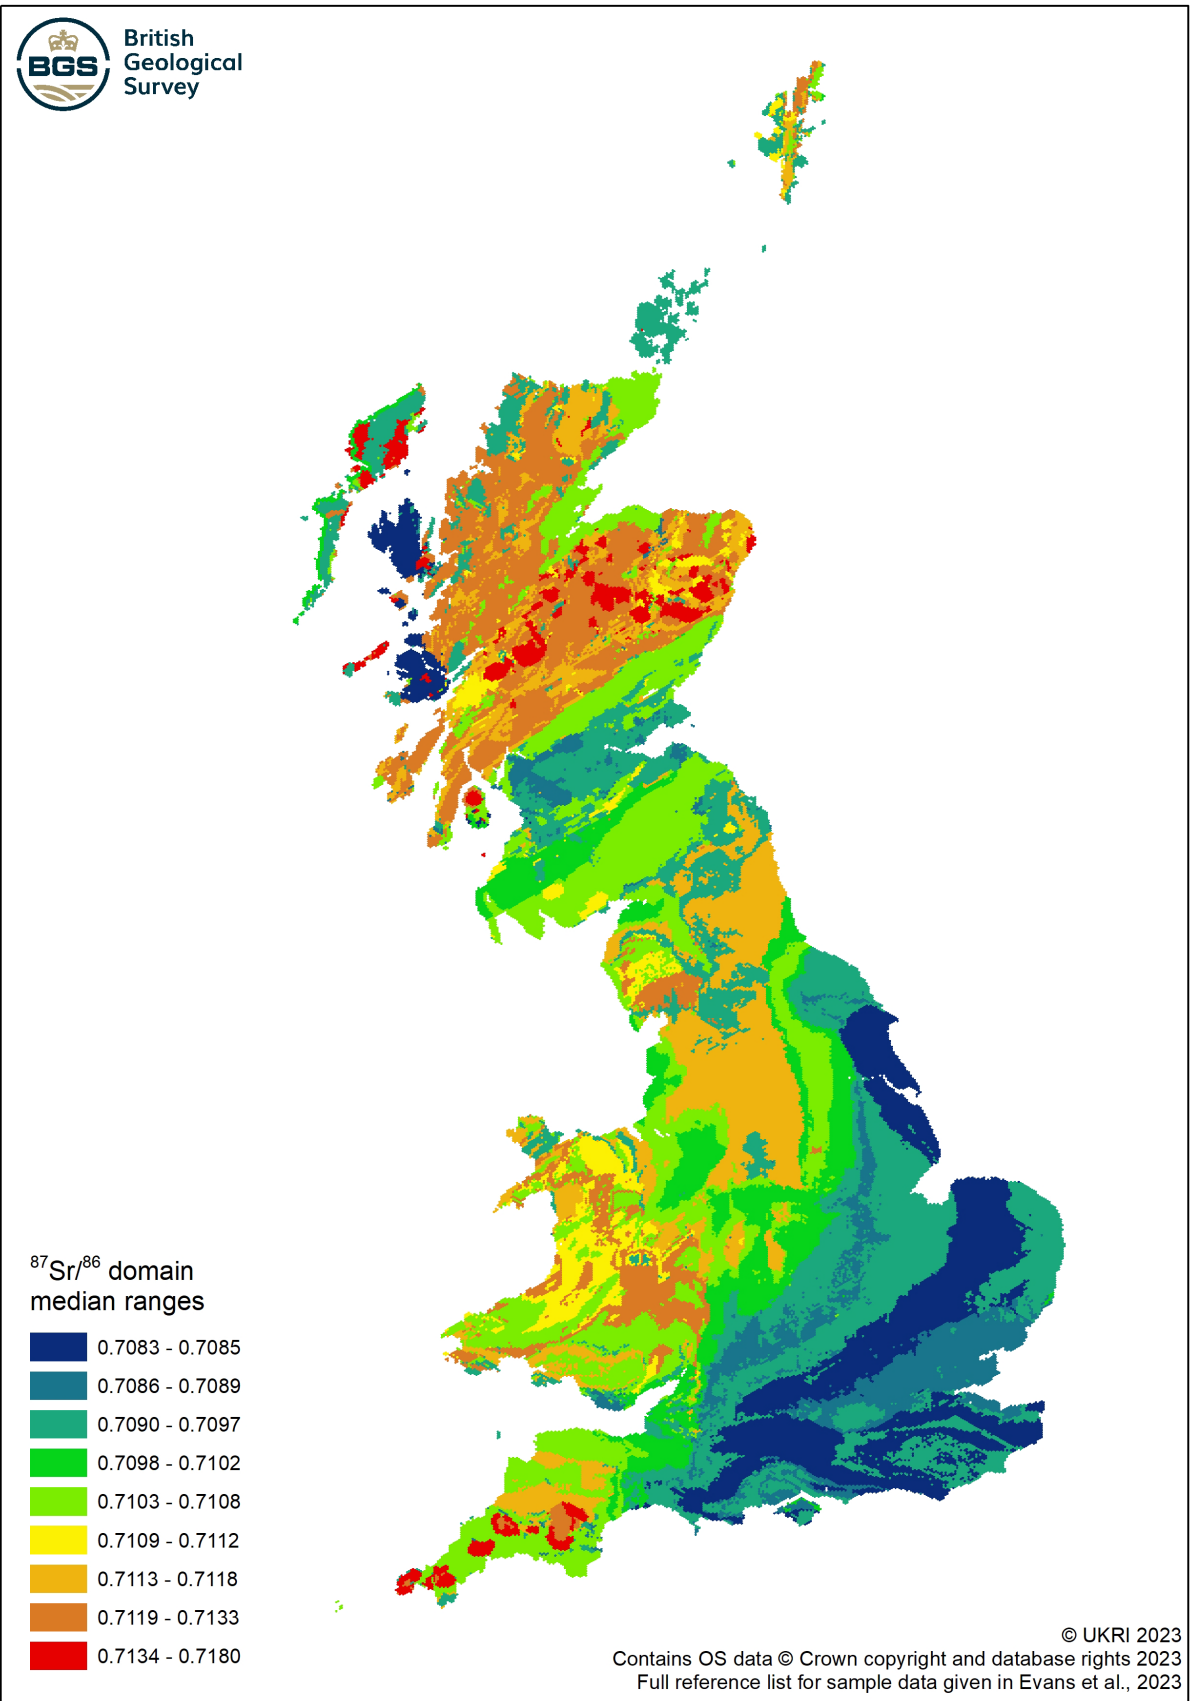 British
Geological
Survey
BGS
⁸⁷Sr/⁸⁶ domain
median ranges
0.7083 - 0.7085
0.7086 - 0.7089
0.7090 - 0.7097
0.7098 - 0.7102
0.7103 - 0.7108
0.7109 - 0.7112
0.7113 - 0.7118
0.7119 - 0.7133
0.7134 - 0.7180
© UKRI 2023
Contains OS data © Crown copyright and database rights 2023
Full reference list for sample data given in Evans et al., 2023